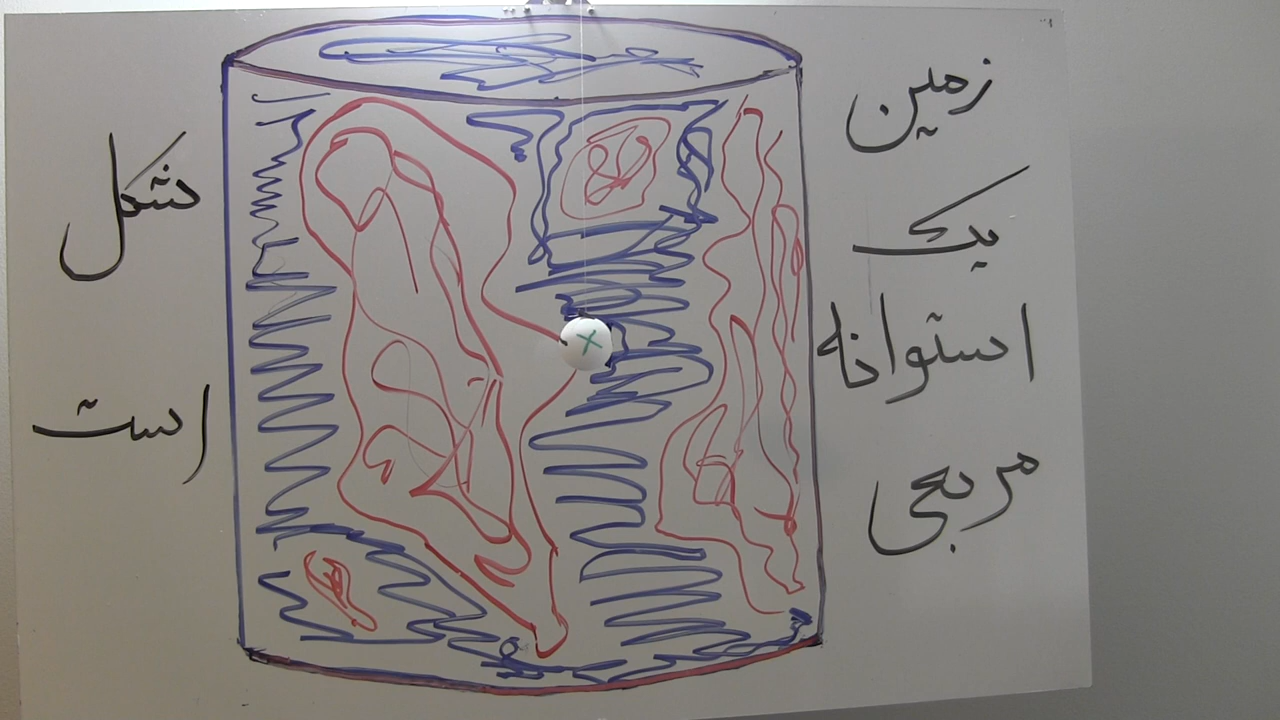 زمین
یک
استوانه
مربعی
شکل
است